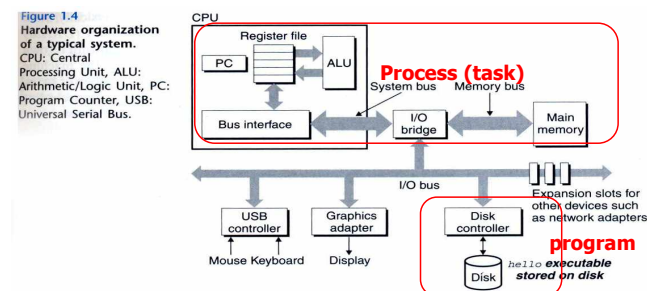 Figure 1.4
Hardware organization
of a typical system.
CPU: Central
Processing Unit, ALU:
Arithmetic/Logic Unit, PC:
Program Counter, USB:
Universal Serial Bus.
CPU
Register file
PC
ALU
Process (task)
System bus
Memory bus
Bus interface
I/O
bridge
Main
memory
I/O bus
Expansion slots for
other devices such
as network adapters
USB
controller
Graphics
adapter
Disk
controller
program
Mouse Keyboard
Display
Disk
hello executable
stored on disk